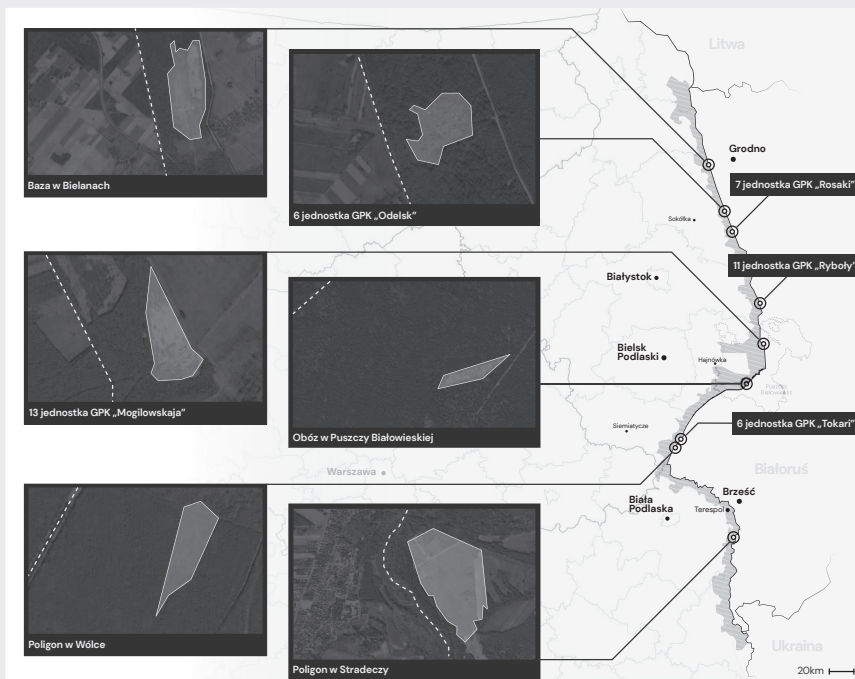 Litwa
Grodno
7 jednostka GPK „Rosaki”
Baza w Bielanach
6 jednostka GPK „Odelsk”
Sokółka
11 jednostka GPK „Ryboły”
Białystok
Bielsk
Podlaski
Hajnówka
13 jednostka GPK „Mogilowskaja”
Obóz w Puszczy Białowieskiej
Siemiatycze
6 jednostka GPK „Tokari”
Warszawa
Białoruś
Biała
Podlaska
Brześć
Terespol
Poligon w Wólce
Poligon w Stradeczy
Ukraina
20km